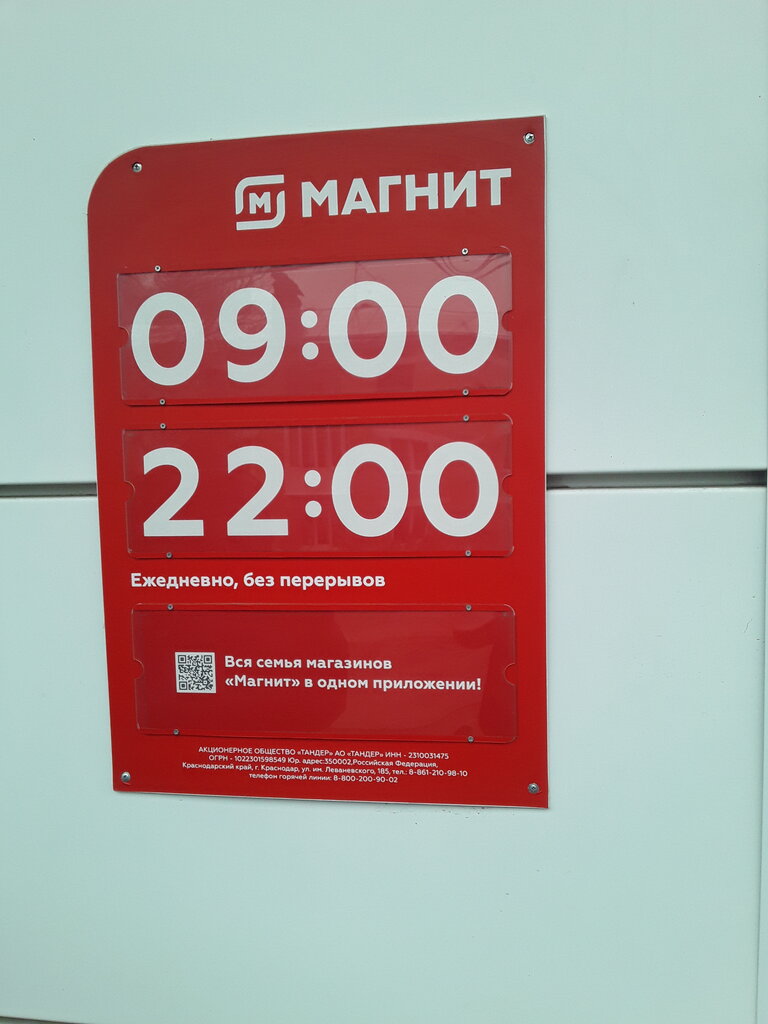 М МАГНИТ
09:00
22:00
Ежедневно, без перерывов
Вся семья магазинов
«Магнит» в одном приложении!
АКЦИОНЕРНОЕ ОБЩЕСТВО «ТАНДЕР» АО «ТАНДЕР» ИНН - 2310031475
ОГРН - 1022301598549 Юр. адрес:350002,Российская Федерация,
Краснодарский край, г. Краснодар, ул. им. Леваневского, 185, тел.: 8-861-210-98-10
телефон горячей линии: 8-800-200-90-02